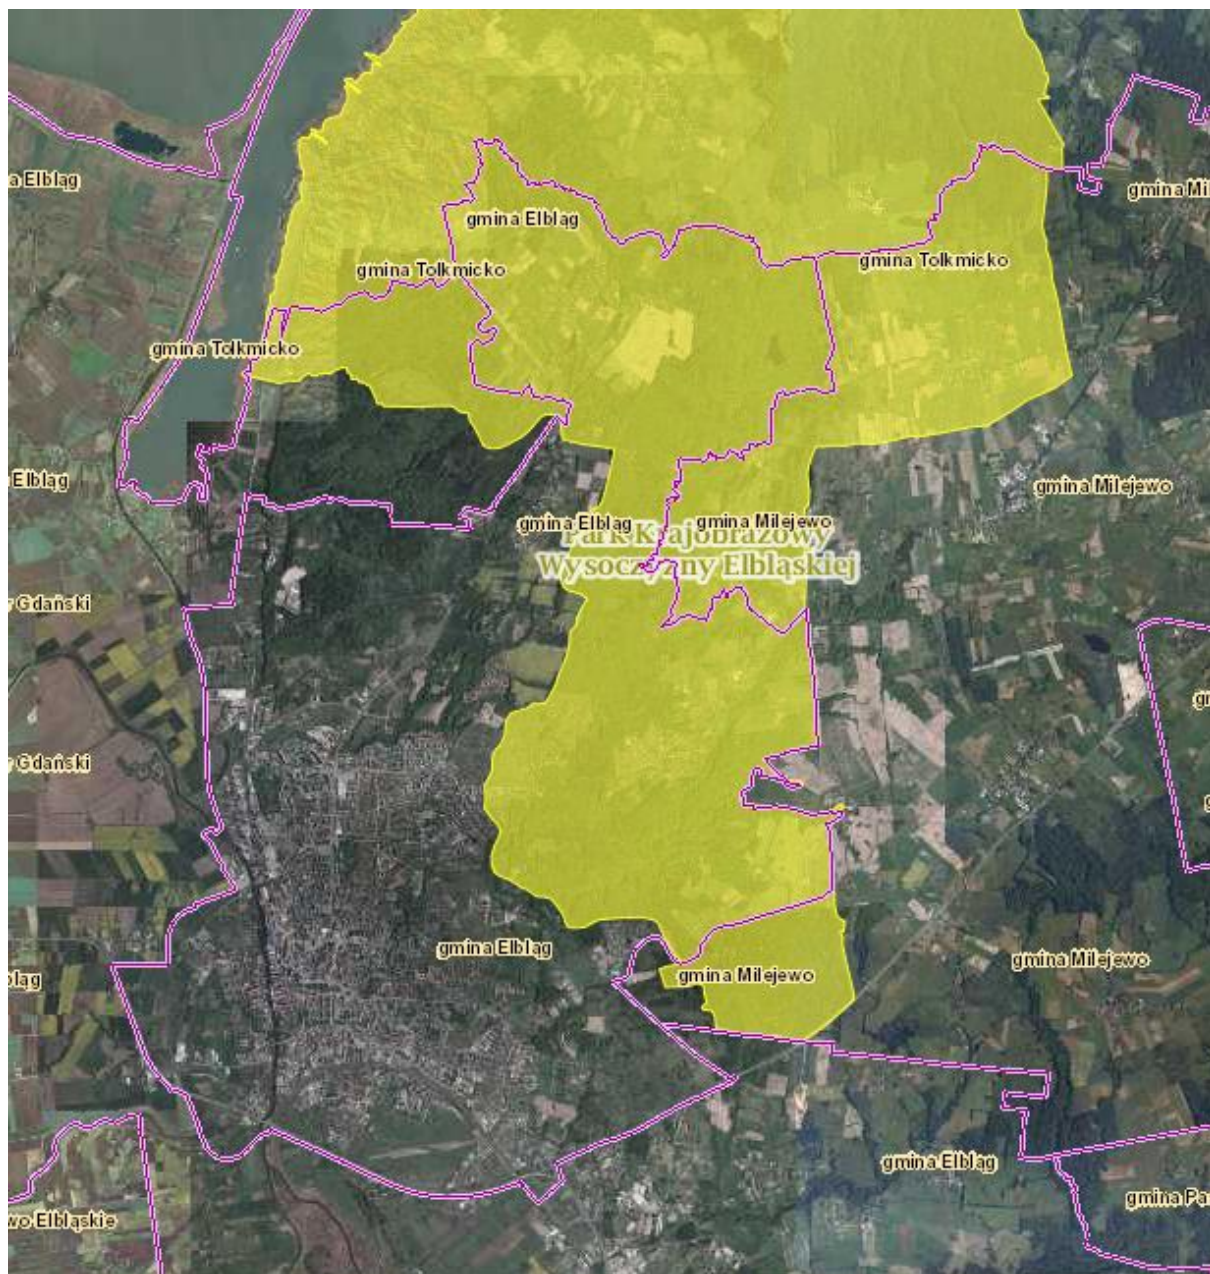 a Elbląg
gmina Mi
gmina Elbląg
gmina Tolkmicko
gmina Tolkmicko
gmina Tolkmicko
Elbląg
gmina Milejewo
gmina Elbląg
gmina Milejewo
Park Krajobrazowy
Wysoczyzny Elbląskiej
r Gdański
gr
r Gdański
g
gmina Elbląg
gmina Milejewo
gmina Milejewo
bląg
gmina Elbląg
gmina Pa
wo Elbląskie